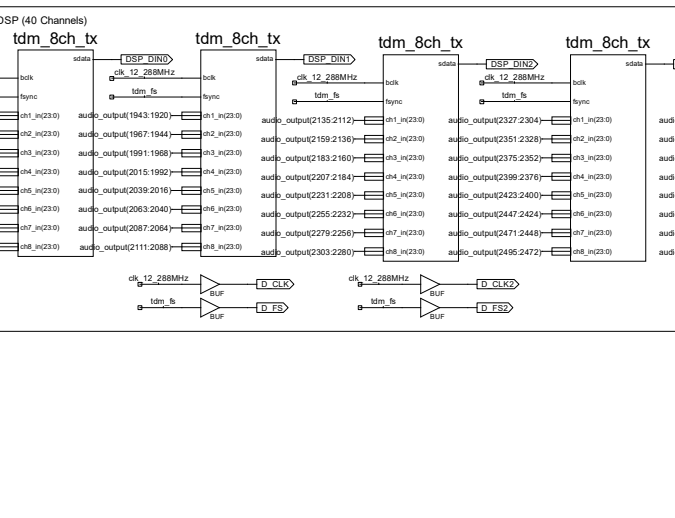 DSP (40 Channels)
tdm_8ch_tx
sdata
DSP_DIN0
bclk
fsync
ch1_in(23:0)
ch2_in(23:0)
ch3_in(23:0)
ch4_in(23:0)
ch5_in(23:0)
ch6_in(23:0)
ch7_in(23:0)
ch8_in(23:0)
tdm_8ch_tx
sdata
DSP_DIN1
clk_12_288MHz
bclk
tdm_fs
fsync
audio_output(1943:1920)
ch1_in(23:0)
audio_output(1967:1944)
ch2_in(23:0)
audio_output(1991:1968)
ch3_in(23:0)
audio_output(2015:1992)
ch4_in(23:0)
audio_output(2039:2016)
ch5_in(23:0)
audio_output(2063:2040)
ch6_in(23:0)
audio_output(2087:2064)
ch7_in(23:0)
audio_output(2111:2088)
ch8_in(23:0)
tdm_8ch_tx
sdata
DSP_DIN2
clk_12_288MHz
bclk
tdm_fs
fsync
audio_output(2135:2112)
ch1_in(23:0)
audio_output(2159:2136)
ch2_in(23:0)
audio_output(2183:2160)
ch3_in(23:0)
audio_output(2207:2184)
ch4_in(23:0)
audio_output(2231:2208)
ch5_in(23:0)
audio_output(2255:2232)
ch6_in(23:0)
audio_output(2279:2256)
ch7_in(23:0)
audio_output(2303:2280)
ch8_in(23:0)
tdm_8ch_tx
sdata
clk_12_288MHz
bclk
tdm_fs
fsync
audio_output(2327:2304)
ch1_in(23:0)
audio_output(2351:2328)
ch2_in(23:0)
audio_output(2375:2352)
ch3_in(23:0)
audio_output(2399:2376)
ch4_in(23:0)
audio_output(2423:2400)
ch5_in(23:0)
audio_output(2447:2424)
ch6_in(23:0)
audio_output(2471:2448)
ch7_in(23:0)
audio_output(2495:2472)
ch8_in(23:0)
clk_12_288MHz
BUF
D_CLK
tdm_fs
BUF
D_FS
clk_12_288MHz
BUF
D_CLK2
tdm_fs
BUF
D_FS2